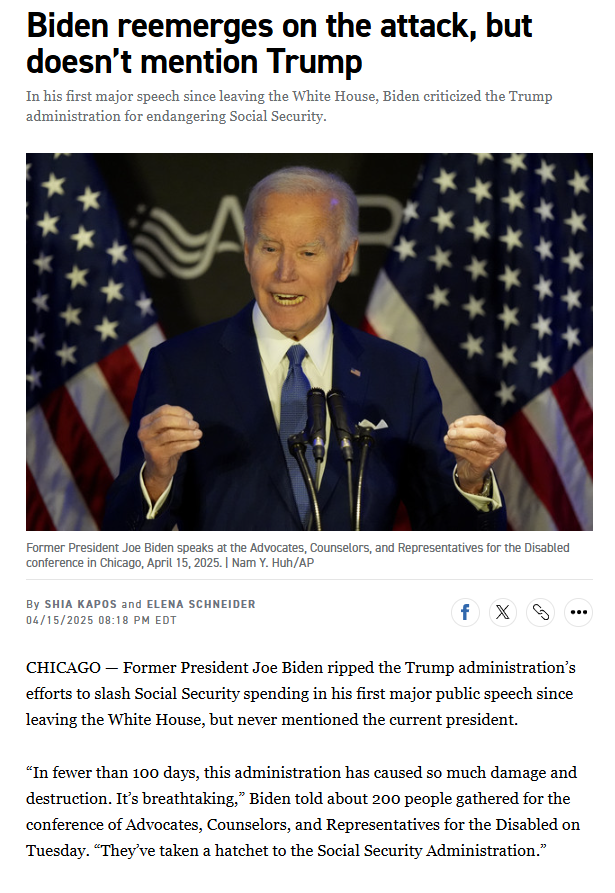 Biden reemerges on the attack, but
doesn’t mention Trump
In his first major speech since leaving the White House, Biden criticized the Trump
administration for endangering Social Security.
Former President Joe Biden speaks at the Advocates, Counselors, and Representatives for the Disabled
conference in Chicago, April 15, 2025. | Nam Y. Huh/AP
By SHIA KAPOS and ELENA SCHNEIDER
04/15/2025 08:18 PM EDT
CHICAGO — Former President Joe Biden ripped the Trump administration’s
efforts to slash Social Security spending in his first major public speech since
leaving the White House, but never mentioned the current president.
“In fewer than 100 days, this administration has caused so much damage and
destruction. It’s breathtaking,” Biden told about 200 people gathered for the
conference of Advocates, Counselors, and Representatives for the Disabled on
Tuesday. “They’ve taken a hatchet to the Social Security Administration.”